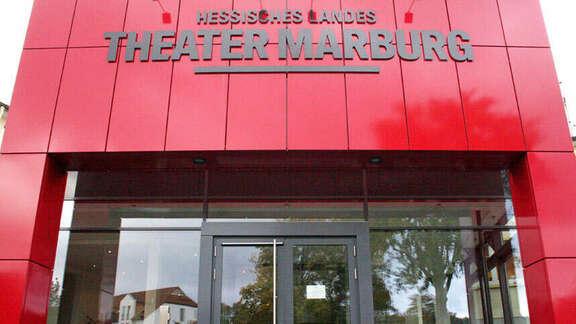 HESSISCHES LANDES
THEATER MARBURG